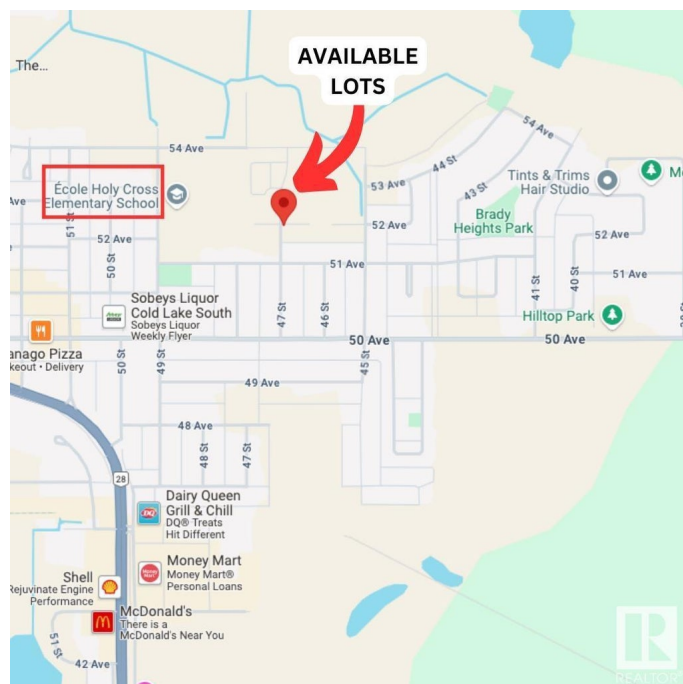 AVAILABLE
LOTS
The...
54 Ave
54 Ave
44 St
École Holy Cross
Elementary School
Ave
51 St
53 Ave
43 St
Tints & Trims
Hair Studio
Brady
Heights Park
52 Ave
52 Ave
52 Ave
50 St
51 Ave
51 Ave
41 St
40 St
Sobeys Liquor
Cold Lake South
Sobeys Liquor
Weekly Flyer
47 St
46 St
Hilltop Park
anago Pizza
keout • Delivery
50 St
49 St
50 Ave
50 Ave
45 St
49 Ave
48 Ave
48 St
47 St
28
Dairy Queen
Grill & Chill
DQ® Treats
Hit Different
DQ
Money Mart
Money Mart®
Personal Loans
Shell
Rejuvinate Engine
Performance
McDonald's
There is a
McDonald's Near You
51 St
42 Ave
R
REALTOR®